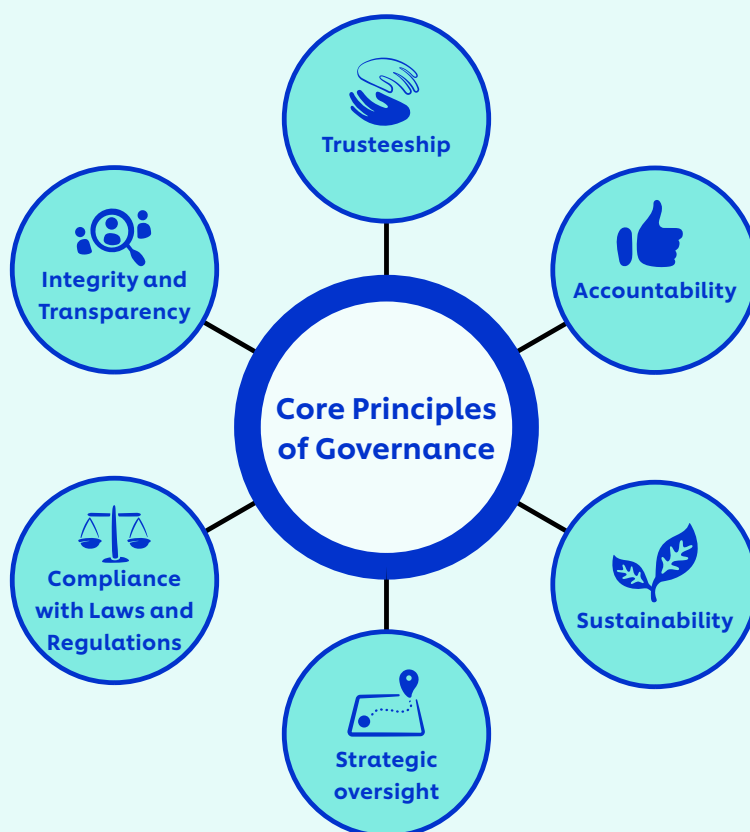 Trusteeship
Integrity and
Transparency
Accountability
Core Principles
of Governance
Compliance
with Laws and
Regulations
Sustainability
Strategic
oversight